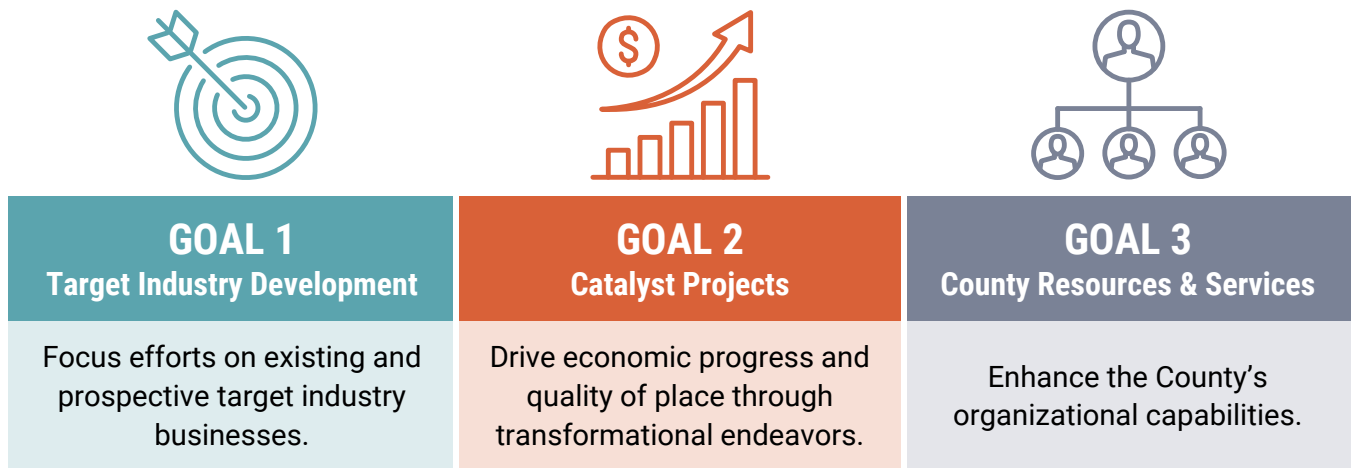 $
GOAL 1
Target Industry Development
Focus efforts on existing and
prospective target industry
businesses.
GOAL 2
Catalyst Projects
Drive economic progress and
quality of place through
transformational endeavors.
GOAL 3
County Resources & Services
Enhance the County’s
organizational capabilities.